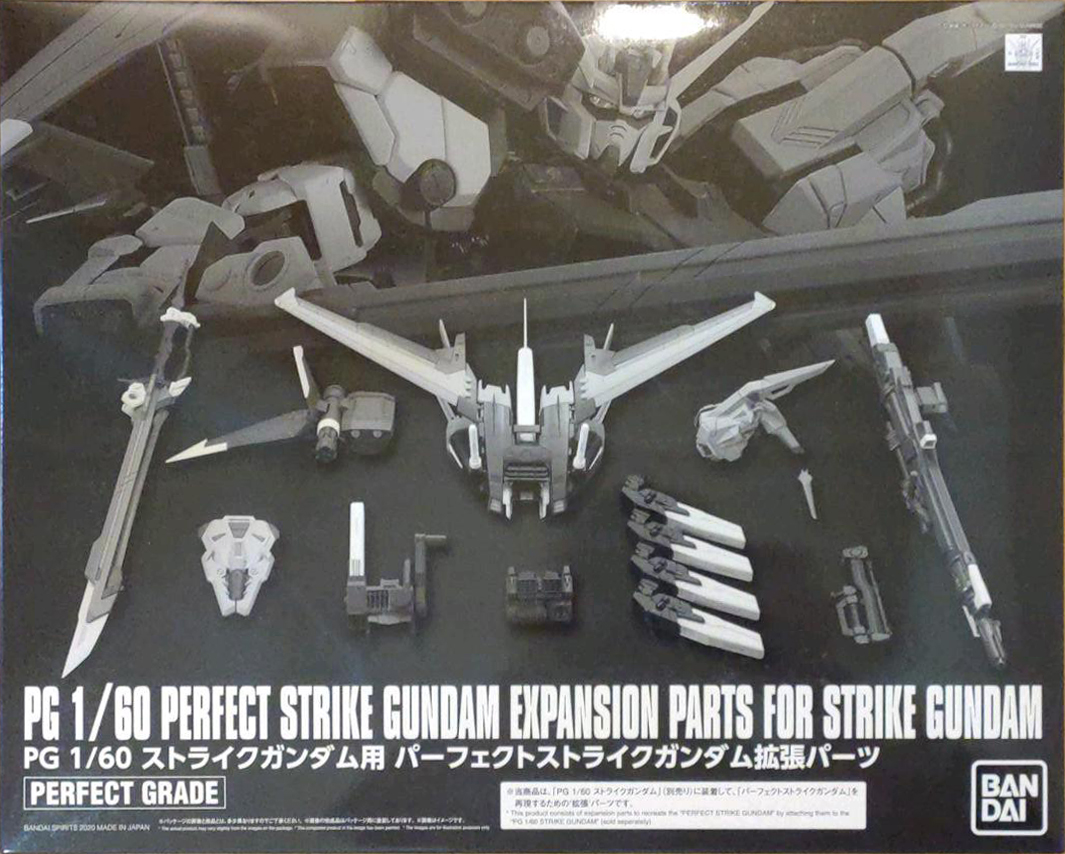 PG 1/60 PERFECT STRIKE GUNDAM EXPANSION PARTS FOR STRIKE GUNDAM
PG 1/60 ストライクガンダム用 パーフェクトストライクガンダム拡張パーツ
PERFECT GRADE
BANDAI SPIRITS 2020 MADE IN JAPAN
※当商品は、「PG 1/60 ストライクガンダム」（別売り）に装着して、「パーフェクトストライクガンダム」を
再現するための"拡張"パーツです。
* This product consists of expansion parts to recreate the "PERFECT STRIKE GUNDAM" by attaching them to the
"PG 1/60 STRIKE GUNDAM" (sold separately)
BAN
DAI